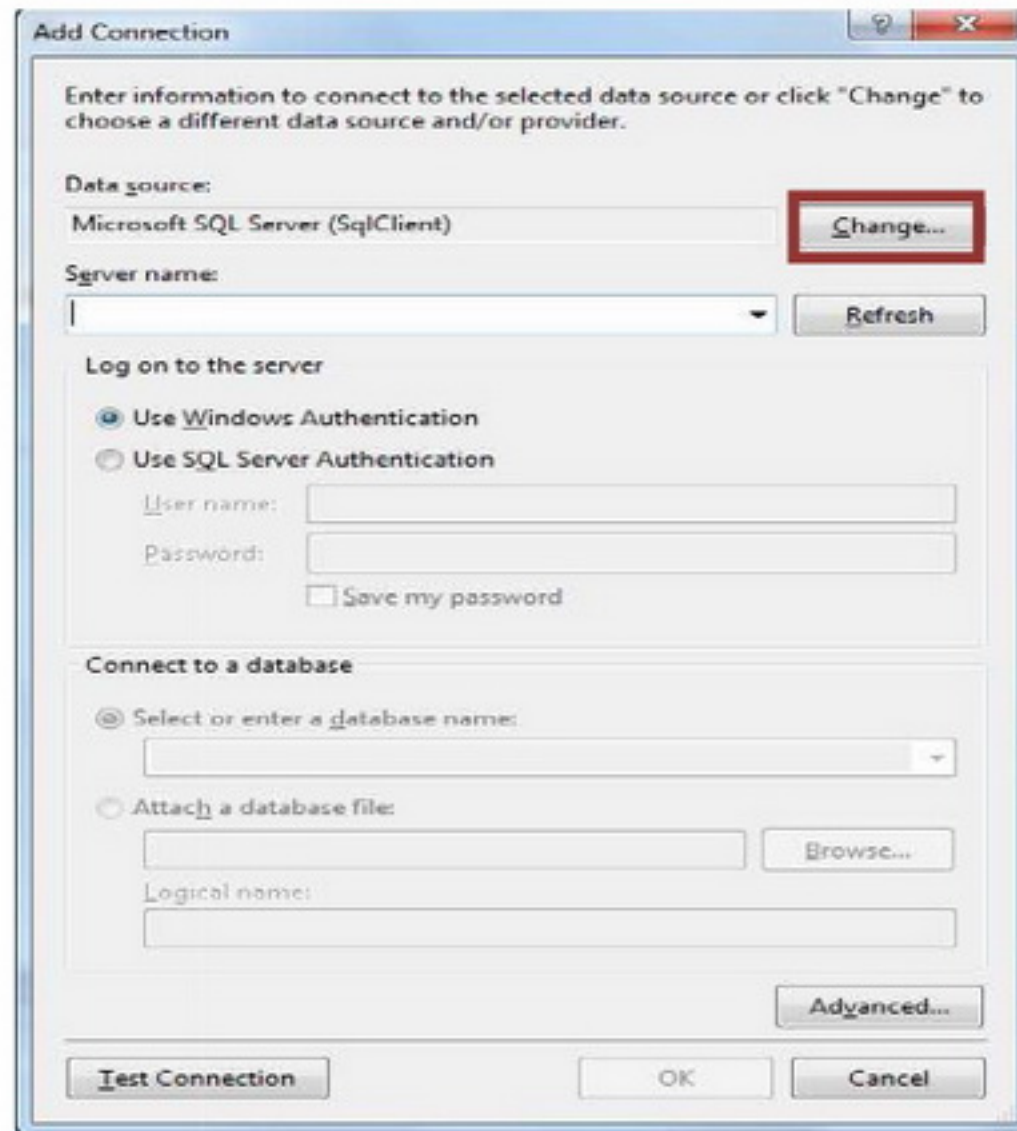 Add Connection
Enter information to connect to the selected data source or click "Change" to
choose a different data source and/or provider.
Data source:
Microsoft SQL Server (SqlClient)
Change...
Server name:
Refresh
Log on to the server
Use Windows Authentication
Use SQL Server Authentication
User name:
Password:
Save my password
Connect to a database
Select or enter a database name:
Attach a database file:
Browse...
Logical name:
Advanced...
Test Connection
OK
Cancel